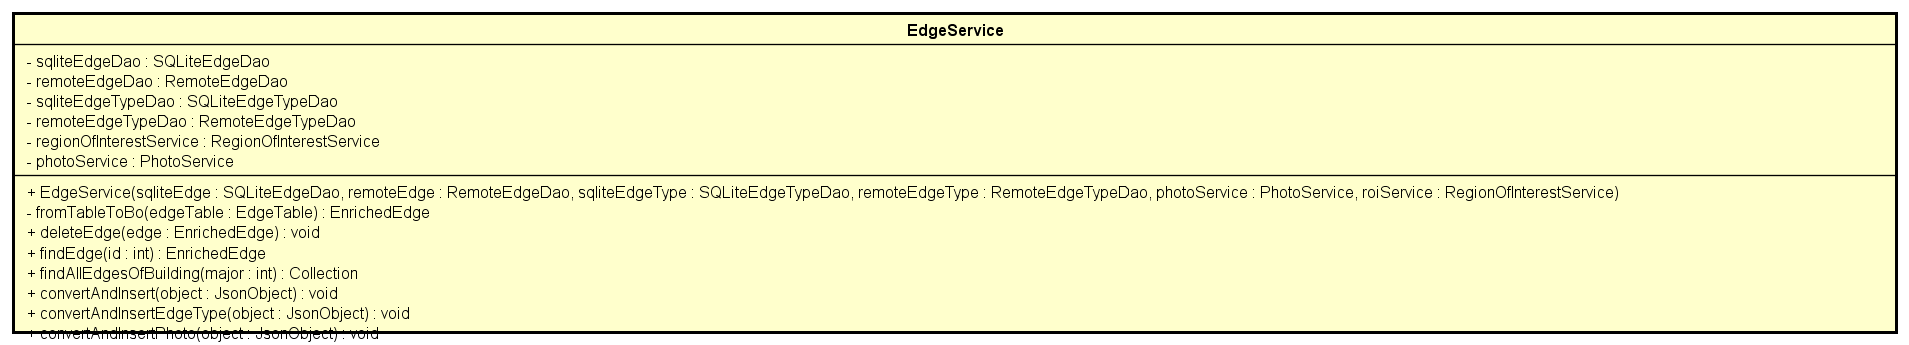 EdgeService
- sqliteEdgeDao : SQLiteEdgeDao
- remoteEdgeDao : RemoteEdgeDao
- sqliteEdgeTypeDao : SQLiteEdgeTypeDao
- remoteEdgeTypeDao : RemoteEdgeTypeDao
- regionOfInterestService : RegionOfInterestService
- photoService : PhotoService
+ EdgeService(sqliteEdge : SQLiteEdgeDao, remoteEdge : RemoteEdgeDao, sqliteEdgeType : SQLiteEdgeTypeDao, remoteEdgeType : RemoteEdgeTypeDao, photoService : PhotoService, roiService : RegionOfInterestService)
- fromTableToBo(edgeTable : EdgeTable) : EnrichedEdge
+ deleteEdge(edge : EnrichedEdge) : void
+ findEdge(id : int) : EnrichedEdge
+ findAllEdgesOfBuilding(major : int) : Collection
+ convertAndInsert(object : JsonObject) : void
+ convertAndInsertEdgeType(object : JsonObject) : void
+ convertAndInsertPhoto(object : JsonObject) : void